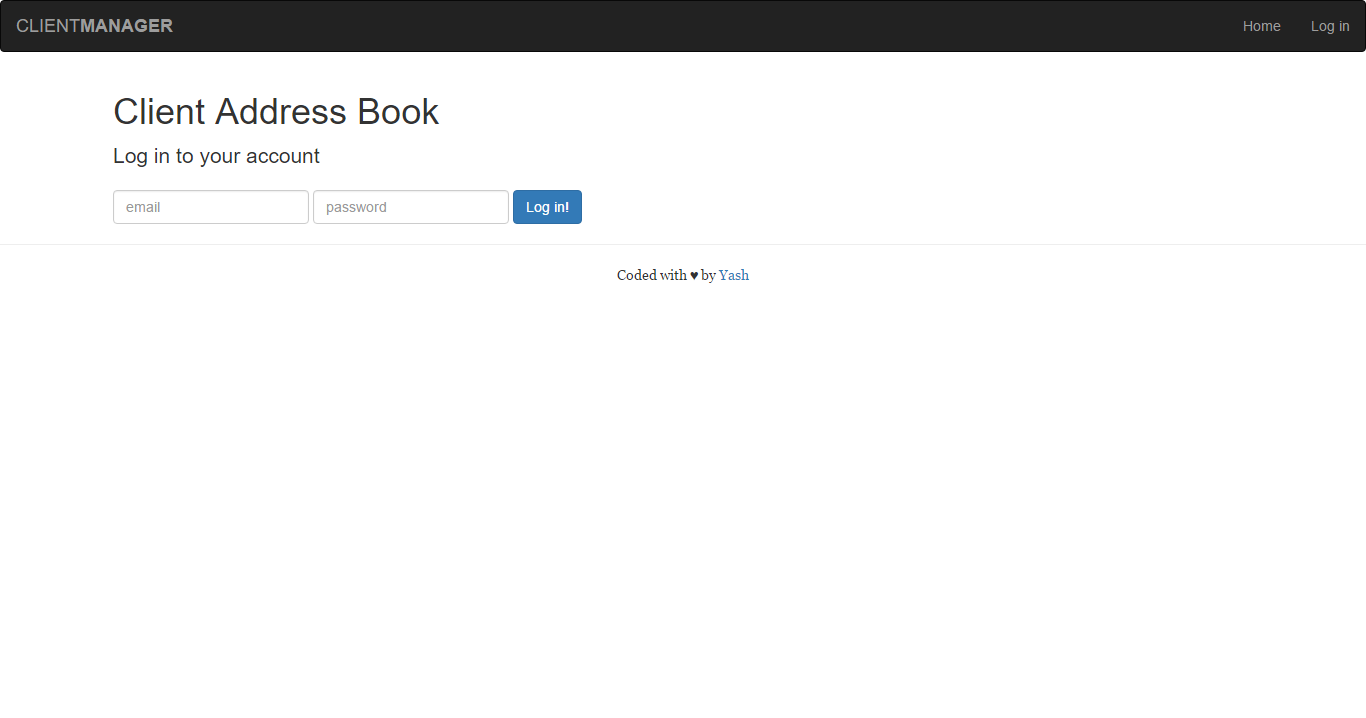 CLIENTMANAGER Home Log in
Client Address Book
Log in to your account
email password Log in!
Coded with ♥ by Yash